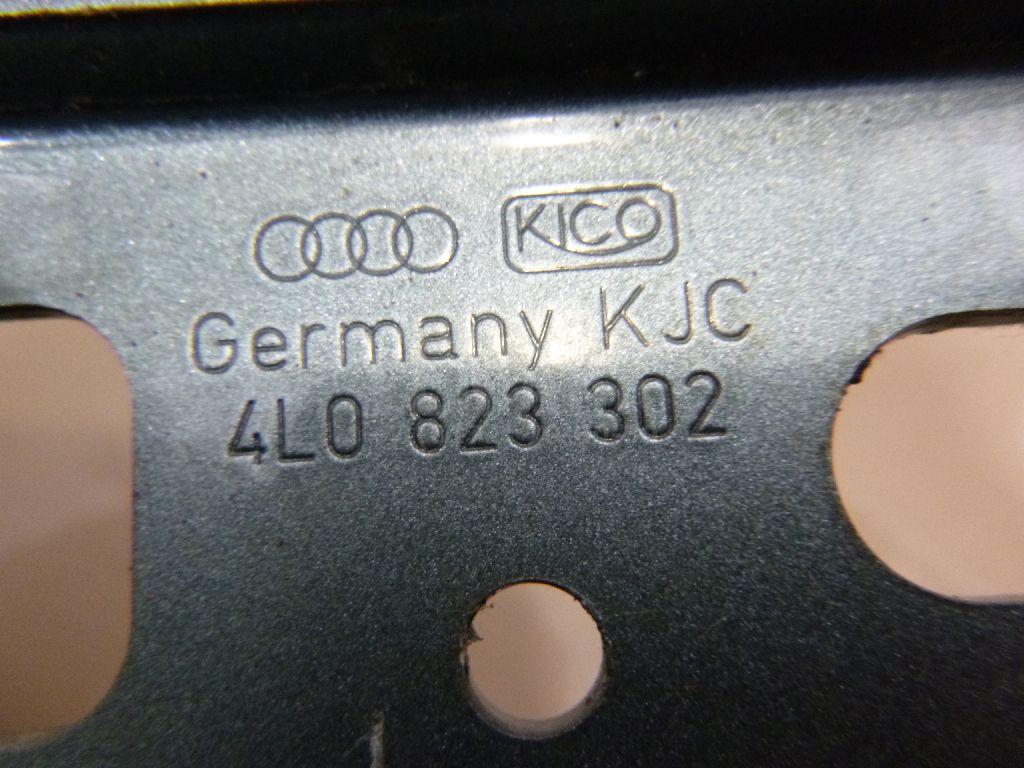 KICO
Germany KJC
4L0 823 302